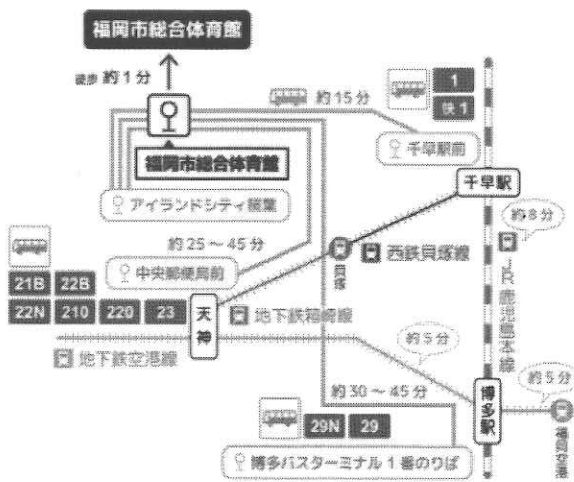 福岡市総合体育館
徒歩 約1分
約15分
1
快1
福岡市総合体育館
千早駅前
千早駅
アイランドシティ照葉
約8分
約25〜45分
中央郵便局前
貝塚
西鉄貝塚線
JR鹿児島本線
21B 22B
22N 210 220 23
天神
地下鉄箱崎線
地下鉄空港線
約5分
約5分
博多駅
福岡空港
約30〜45分
29N 29
博多バスターミナル1番のりば